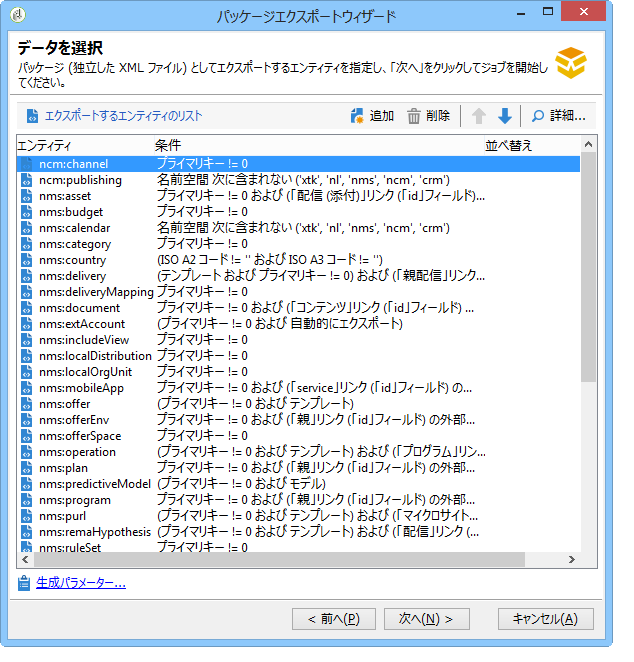 パッケージエクスポートウィザード
データを選択
パッケージ (独立した XML ファイル) としてエクスポートするエンティティを指定し、「次へ」をクリックしてジョブを開始し
てください。
エクスポートするエンティティのリスト 追加 削除 詳細...
エンティティ 条件 並べ替え
ncm:channel プライマリキー != 0
ncm:publishing 名前空間 次に含まれない ('xtk', 'nl', 'nms', 'ncm', 'crm')
nms:asset プライマリキー != 0 および (「配信 (添付)」リンク (「id」フィールド)...
nms:budget プライマリキー != 0
nms:calendar 名前空間 次に含まれない ('xtk', 'nl', 'nms', 'ncm', 'crm')
nms:category プライマリキー != 0
nms:country (ISO A2 コード != '' および ISO A3 コード != '')
nms:delivery (テンプレート および プライマリキー != 0) および (「親配信」リンク...
nms:deliveryMapping プライマリキー != 0
nms:document プライマリキー != 0 および (「コンテンツ」リンク (「id」フィールド) ...
nms:extAccount (プライマリキー != 0 および 自動的にエクスポート)
nms:includeView プライマリキー != 0
nms:localDistribution プライマリキー != 0
nms:localOrgUnit プライマリキー != 0
nms:mobileApp プライマリキー != 0 および (「service」リンク (「id」フィールド) の...
nms:offer (プライマリキー != 0 および テンプレート)
nms:offerEnv プライマリキー != 0 および (「親」リンク (「id」フィールド) の外部...
nms:offerSpace プライマリキー != 0
nms:operation (プライマリキー != 0 および テンプレート) および (「プログラム」リン...
nms:plan プライマリキー != 0 および (「親」リンク (「id」フィールド) の外部...
nms:predictiveModel (プライマリキー != 0 および モデル)
nms:program プライマリキー != 0 および (「親」リンク (「id」フィールド) の外部...
nms:purl (プライマリキー != 0 および テンプレート) および (「マイクロサイト...
nms:remaHypothesis (プライマリキー != 0 および テンプレート) および (「配信」リンク (...
nms:ruleSet プライマリキー != 0
生成パラメーター...
< 前へ(P) 次へ(N) > キャンセル(A)